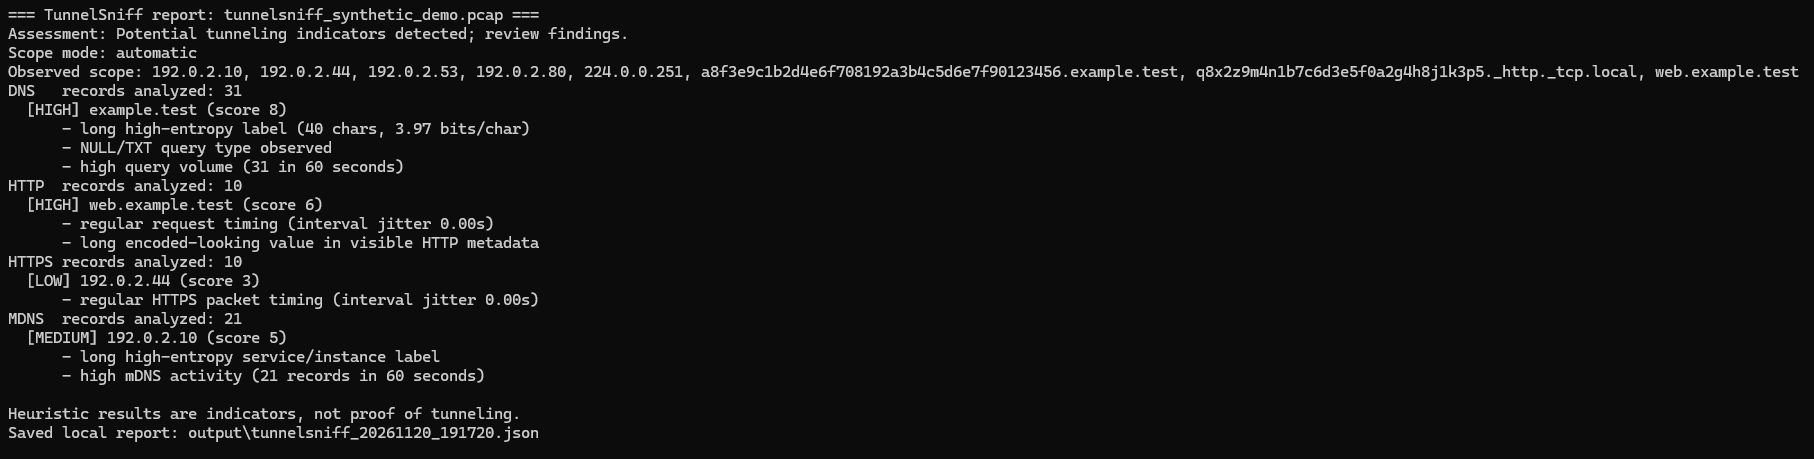 === TunnelSniff report: tunnelsniff_synthetic_demo.pcap ===
Assessment: Potential tunneling indicators detected; review findings.
Scope mode: automatic
Observed scope: 192.0.2.10, 192.0.2.44, 192.0.2.53, 192.0.2.80, 224.0.0.251, a8f3e9c1b2d4e6f708192a3b4c5d6e7f90123456.example.test, q8x2z9m4n1b7c6d3e5f0a2g4h8j1k3p5._http._tcp.local, web.example.test
DNS   records analyzed: 31
  [HIGH] example.test (score 8)
      - long high-entropy label (40 chars, 3.97 bits/char)
      - NULL/TXT query type observed
      - high query volume (31 in 60 seconds)
HTTP  records analyzed: 10
  [HIGH] web.example.test (score 6)
      - regular request timing (interval jitter 0.00s)
      - long encoded-looking value in visible HTTP metadata
HTTPS records analyzed: 10
  [LOW] 192.0.2.44 (score 3)
      - regular HTTPS packet timing (interval jitter 0.00s)
MDNS  records analyzed: 21
  [MEDIUM] 192.0.2.10 (score 5)
      - long high-entropy service/instance label
      - high mDNS activity (21 records in 60 seconds)

Heuristic results are indicators, not proof of tunneling.
Saved local report: output\tunnelsniff_20261120_191720.json